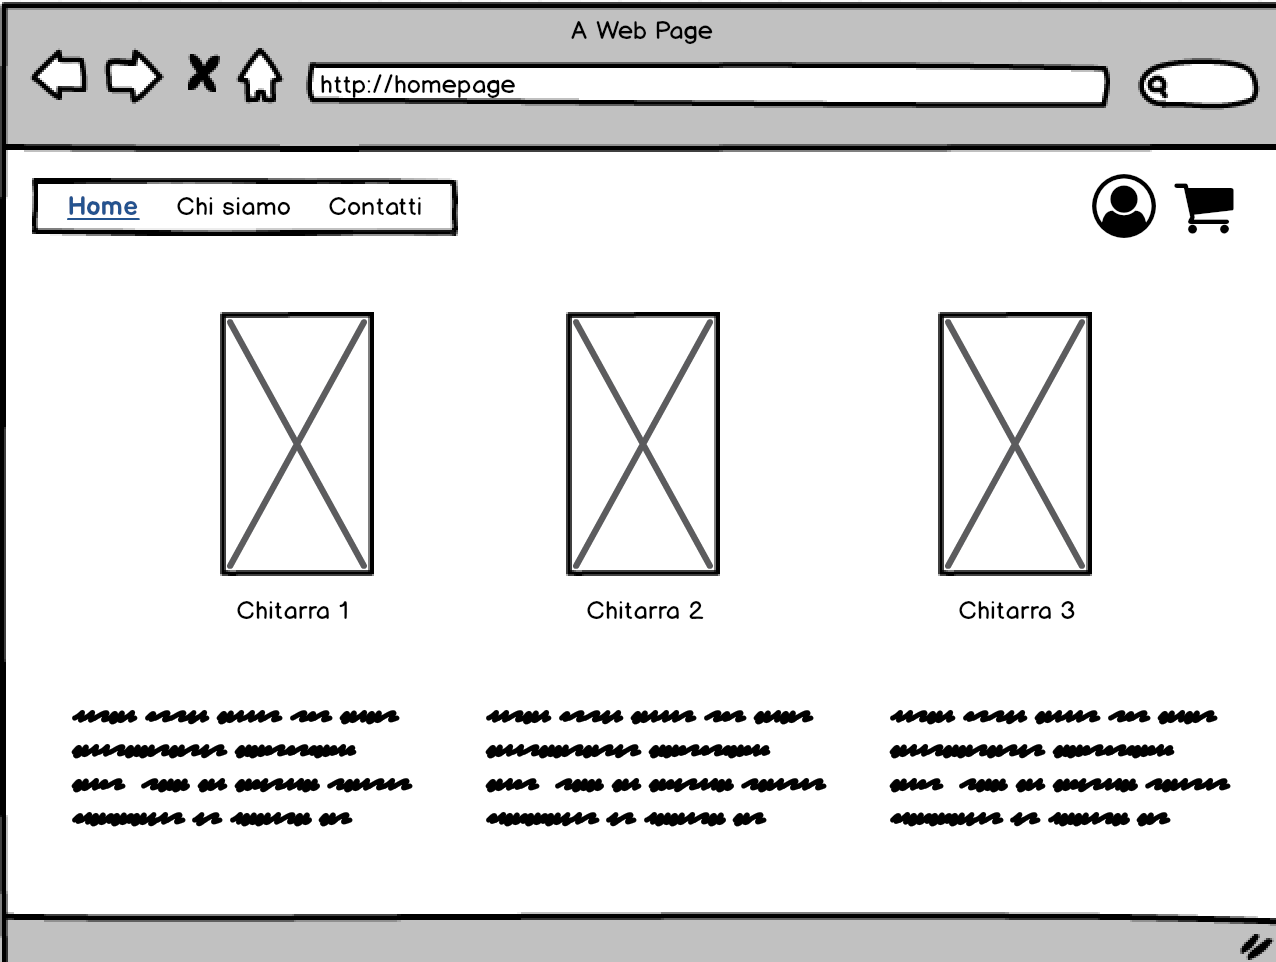 A Web Page
http://homepage
Home Chi siamo Contatti
Chitarra 1 Chitarra 2 Chitarra 3